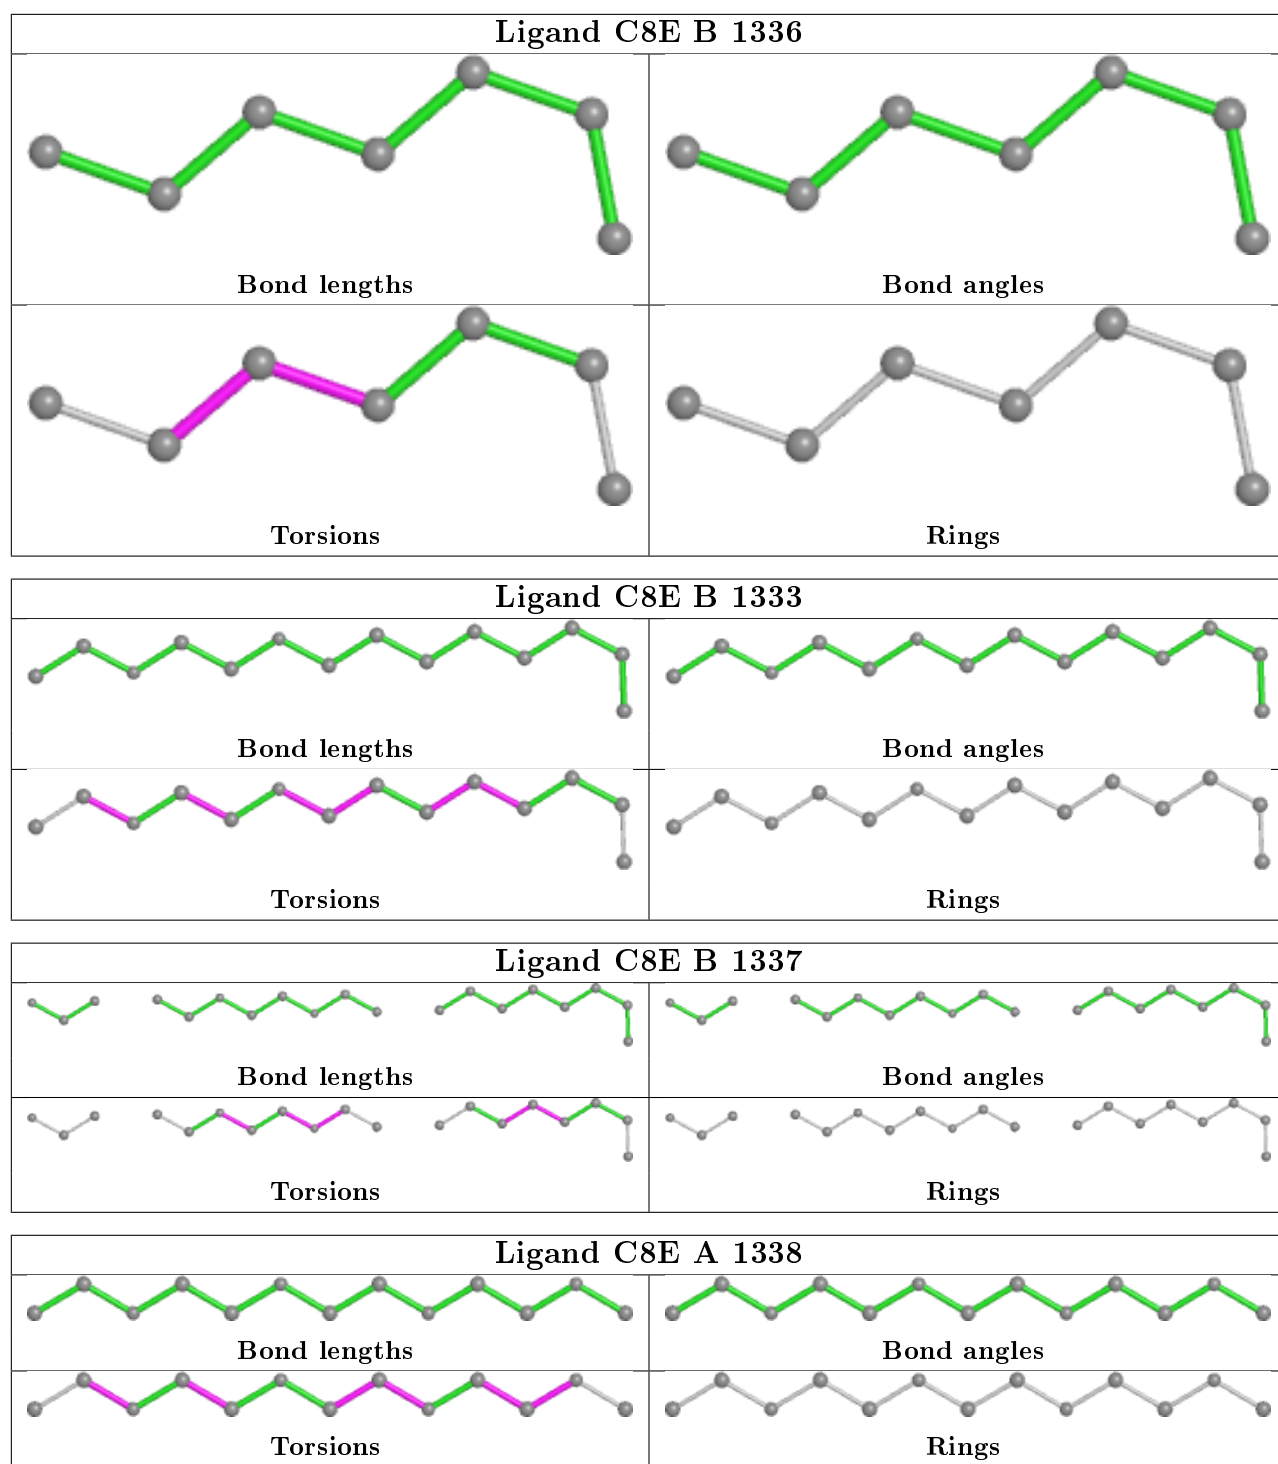 Ligand C8E B 1336
Bond lengths
Bond angles
Torsions
Rings
Ligand C8E B 1333
Bond lengths
Bond angles
Torsions
Rings
Ligand C8E B 1337
Bond lengths
Bond angles
Torsions
Rings
Ligand C8E A 1338
Bond lengths
Bond angles
Torsions
Rings